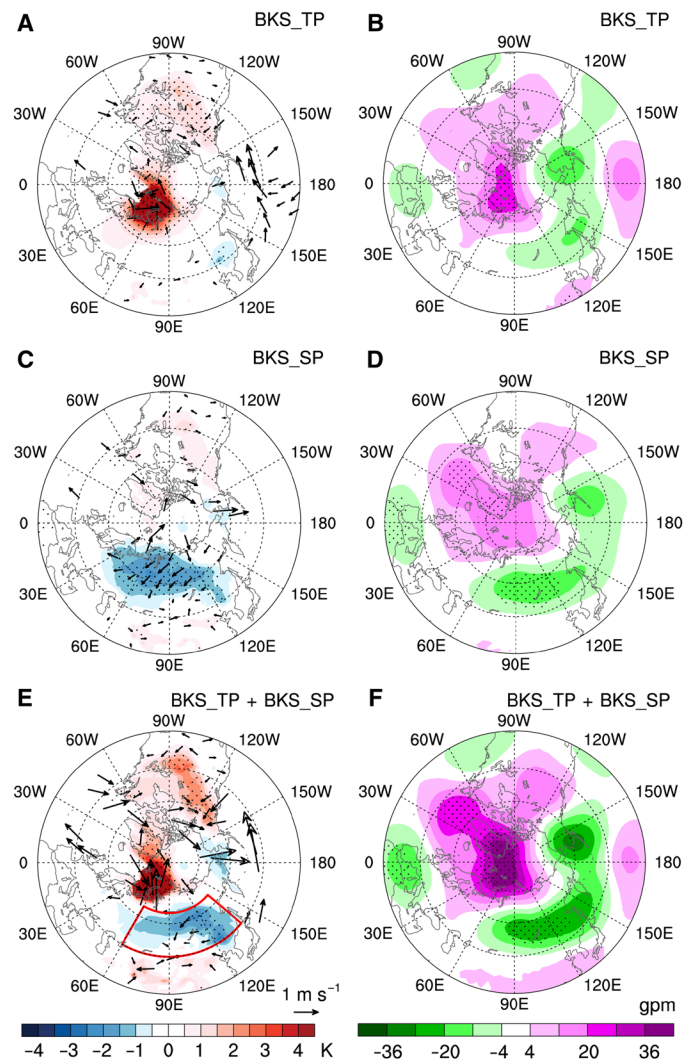 A BKS_TP
B BKS_TP
90W
60W 120W
30W 150W
0 180
30E 150E
60E 120E
90E
90W
60W 120W
30W 150W
0 180
30E 150E
60E 120E
90E
C BKS_SP
D BKS_SP
90W
60W 120W
30W 150W
0 180
30E 150E
60E 120E
90E
90W
60W 120W
30W 150W
0 180
30E 150E
60E 120E
90E
E BKS_TP + BKS_SP
F BKS_TP + BKS_SP
90W
60W 120W
30W 150W
0 180
30E 150E
60E 120E
90E
1 m s⁻¹
90W
60W 120W
30W 150W
0 180
30E 150E
60E 120E
90E
gpm
−4 −3 −2 −1 0 1 2 3 4 K
-36 -20 -4 4 20 36